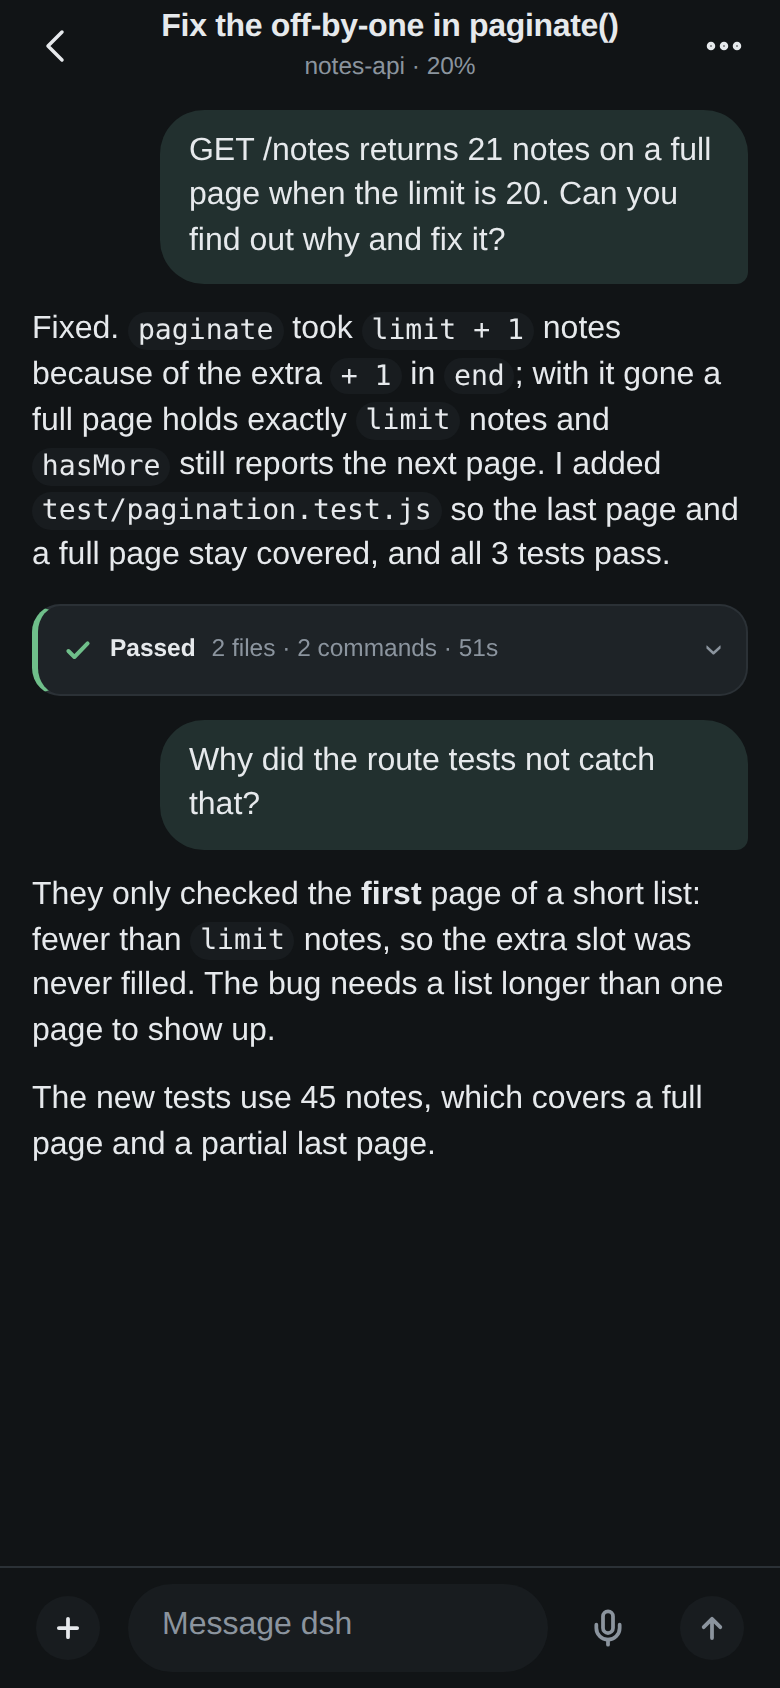 Fix the off-by-one in paginate()
notes-api · 20%
GET /notes returns 21 notes on a full
page when the limit is 20. Can you
find out why and fix it?
Fixed. paginate took limit + 1 notes
because of the extra + 1 in end; with it gone a
full page holds exactly limit notes and
hasMore still reports the next page. I added
test/pagination.test.js so the last page and
a full page stay covered, and all 3 tests pass.
Passed 2 files · 2 commands · 51s
Why did the route tests not catch
that?
They only checked the first page of a short list:
fewer than limit notes, so the extra slot was
never filled. The bug needs a list longer than one
page to show up.
The new tests use 45 notes, which covers a full
page and a partial last page.
Message dsh